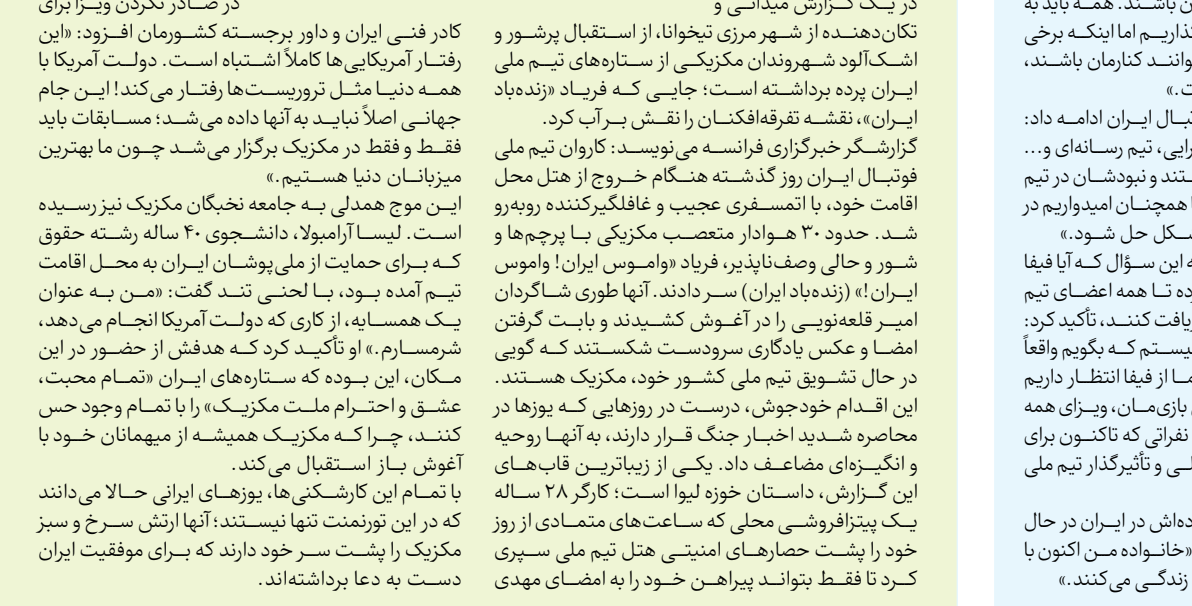 ن باشند. همه باید به
گذاریم اما اینکه برخی
توانند کنارمان باشند،
ت.»
تبال ایران ادامه داد:
رایی، تیم رسانه‌ای و...
ستند و نبودشان در تیم
ا همچنان امیدواریم در
شکل حل شود.»
ه این سؤال که آیا فیفا
ده تا همه اعضای تیم
یافت کنند، تأکید کرد:
نیستم که بگویم واقعاً
ما از فیفا انتظار داریم
بازی‌مان، ویزای همه
نفراتی که تاکنون برای
لی و تأثیرگذار تیم ملی
ده‌اش در ایران در حال
«خانواده من اکنون با
زندگی می‌کنند.»
در یک گزارش میدانی و
تکان‌دهنده از شهر مرزی تیخوانا، از استقبال پرشور و
اشک‌آلود شهروندان مکزیکی از ستاره‌های تیم ملی
ایران پرده برداشته است؛ جایی که فریاد «زنده‌باد
ایران»، نقشه تفرقه‌افکنان را نقش بر آب کرد.
گزارشگر خبرگزاری فرانسه می‌نویسد: کاروان تیم ملی
فوتبال ایران روز گذشته هنگام خروج از هتل محل
اقامت خود، با اتمسفری عجیب و غافلگیرکننده روبه‌رو
شد. حدود ۳۰ هوادار متعصب مکزیکی با پرچم‌ها و
شور و حالی وصف‌ناپذیر، فریاد «واموس ایران! واموس
ایران!» (زنده‌باد ایران) سر دادند. آنها طوری شاگردان
امیر قلعه‌نویی را در آغوش کشیدند و بابت گرفتن
امضا و عکس یادگاری سرودست شکستند که گویی
در حال تشویق تیم ملی کشور خود، مکزیک هستند.
این اقدام خودجوش، درست در روزهایی که یوزها در
محاصره شدید اخبار جنگ قرار دارند، به آنها روحیه
و انگیزه‌ای مضاعف داد. یکی از زیباترین قاب‌های
این گزارش، داستان خوزه لیوا است؛ کارگر ۲۸ ساله
یک پیتزافروشی محلی که ساعت‌های متمادی از روز
خود را پشت حصارهای امنیتی هتل تیم ملی سپری
کرد تا فقط بتواند پیراهن خود را به امضای مهدی
در صادر نکردن ویزا برای
کادر فنی ایران و داور برجسته کشورمان افزود: «این
رفتار آمریکایی‌ها کاملاً اشتباه است. دولت آمریکا با
همه دنیا مثل تروریست‌ها رفتار می‌کند! این جام
جهانی اصلاً نباید به آنها داده می‌شد؛ مسابقات باید
فقط و فقط در مکزیک برگزار می‌شد چون ما بهترین
میزبانان دنیا هستیم.»
این موج همدلی به جامعه نخبگان مکزیک نیز رسیده
است. لیسا آرامبولا، دانشجوی ۴۰ ساله رشته حقوق
که برای حمایت از ملی‌پوشان ایران به محل اقامت
تیم آمده بود، با لحنی تند گفت: «من به عنوان
یک همسایه، از کاری که دولت آمریکا انجام می‌دهد،
شرمسارم.» او تأکید کرد که هدفش از حضور در این
مکان، این بوده که ستاره‌های ایران «تمام محبت،
عشق و احترام ملت مکزیک» را با تمام وجود حس
کنند، چرا که مکزیک همیشه از میهمانان خود با
آغوش باز استقبال می‌کند.
با تمام این کارشکنی‌ها، یوزهای ایرانی حالا می‌دانند
که در این تورنمنت تنها نیستند؛ آنها ارتش سرخ و سبز
مکزیک را پشت سر خود دارند که برای موفقیت ایران
دست به دعا برداشته‌اند.